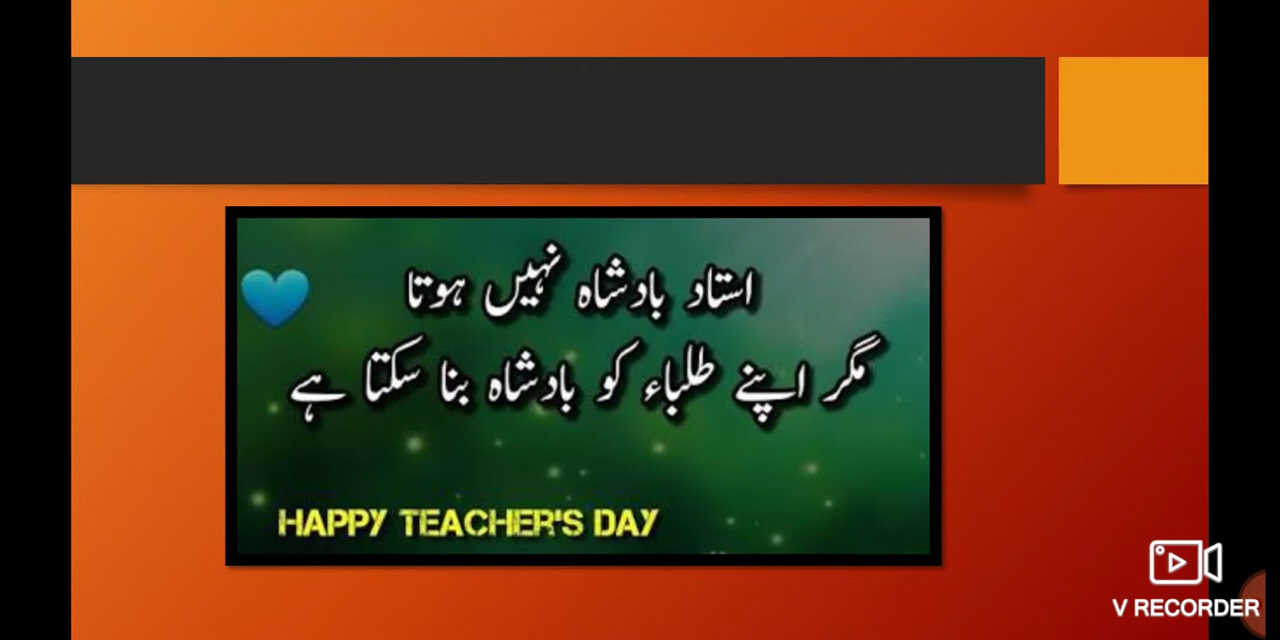 استاد بادشاہ نہیں ہوتا
مگر اپنے طلباء کو بادشاہ بنا سکتا ہے
HAPPY TEACHER'S DAY
V RECORDER